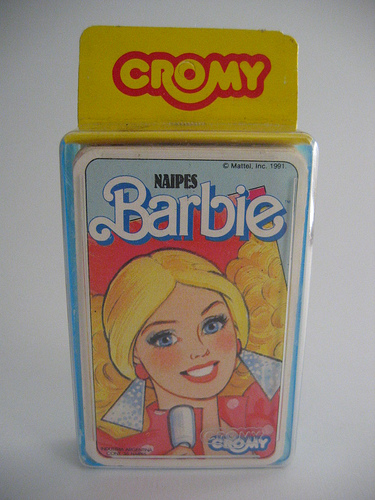 CROMY
© Mattel, Inc. 1991
NAIPES
Barbie
CROMY